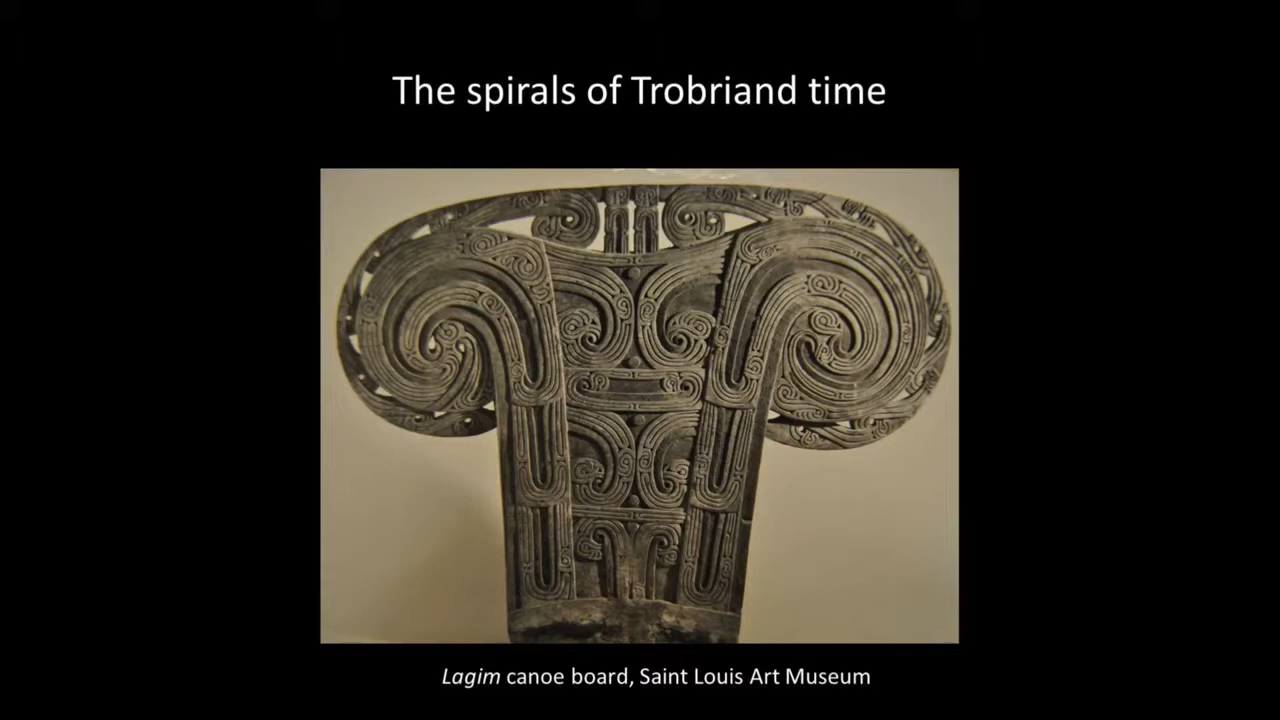 The spirals of Trobriand time
Lagim canoe board, Saint Louis Art Museum